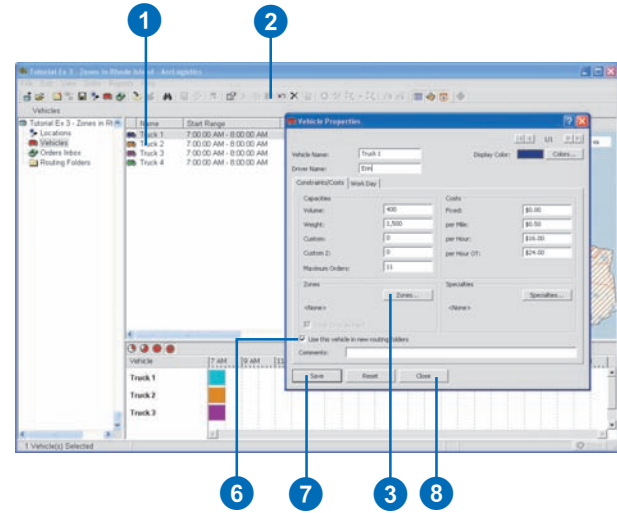 1 2
Tutorial Ex 3 - Zones in Rhode Island - ArcLogistics
File Edit View
Vehicles
Tutorial Ex 3 - Zones in Rh
Locations
Vehicles
Orders Inbox
Routing Folders
Name Start Range
Truck 1 7:00:00 AM - 8:00:00 AM
Truck 2 7:00:00 AM - 8:00:00 AM
Truck 3 7:00:00 AM - 8:00:00 AM
Truck 4 7:00:00 AM - 8:00:00 AM
Vehicle Properties
1/1
Vehicle Name: Truck 1 Display Color: Colors...
Driver Name:
Constraints/Costs Work Day
Capacities Costs
Volume: 400 Fixed: $0.00
Weight: 1,500 per Mile: $0.50
Custom: 0 per Hour: $16.00
Custom 2: 0 per Hour OT: $24.00
Maximum Orders: 11
Zones Specialties
Zones... Specialties...
<None> <None>
Use this vehicle in new routing folders
Comments:
Save Reset Close
Vehicle 7 AM 9 AM
Truck 1
Truck 2
Truck 3
1 Vehicle(s) Selected
6 7 3 8